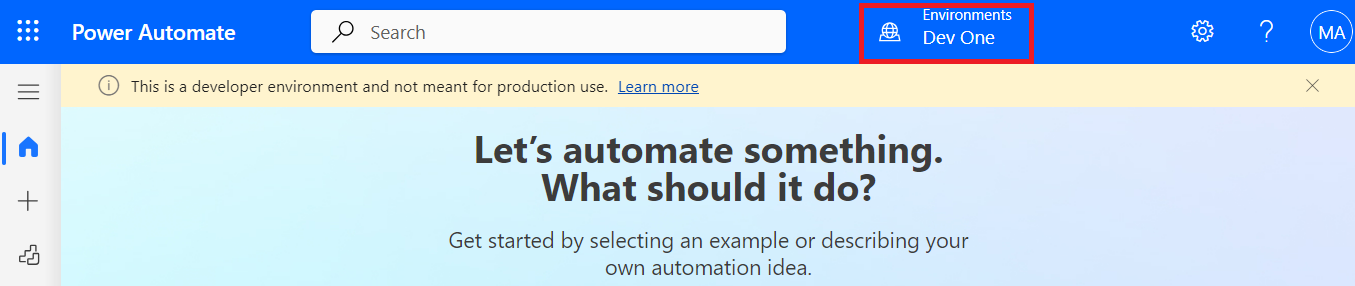 Power Automate
Search
Environments
Dev One
?
MA
This is a developer environment and not meant for production use. Learn more
Let’s automate something.
What should it do?
Get started by selecting an example or describing your
own automation idea.